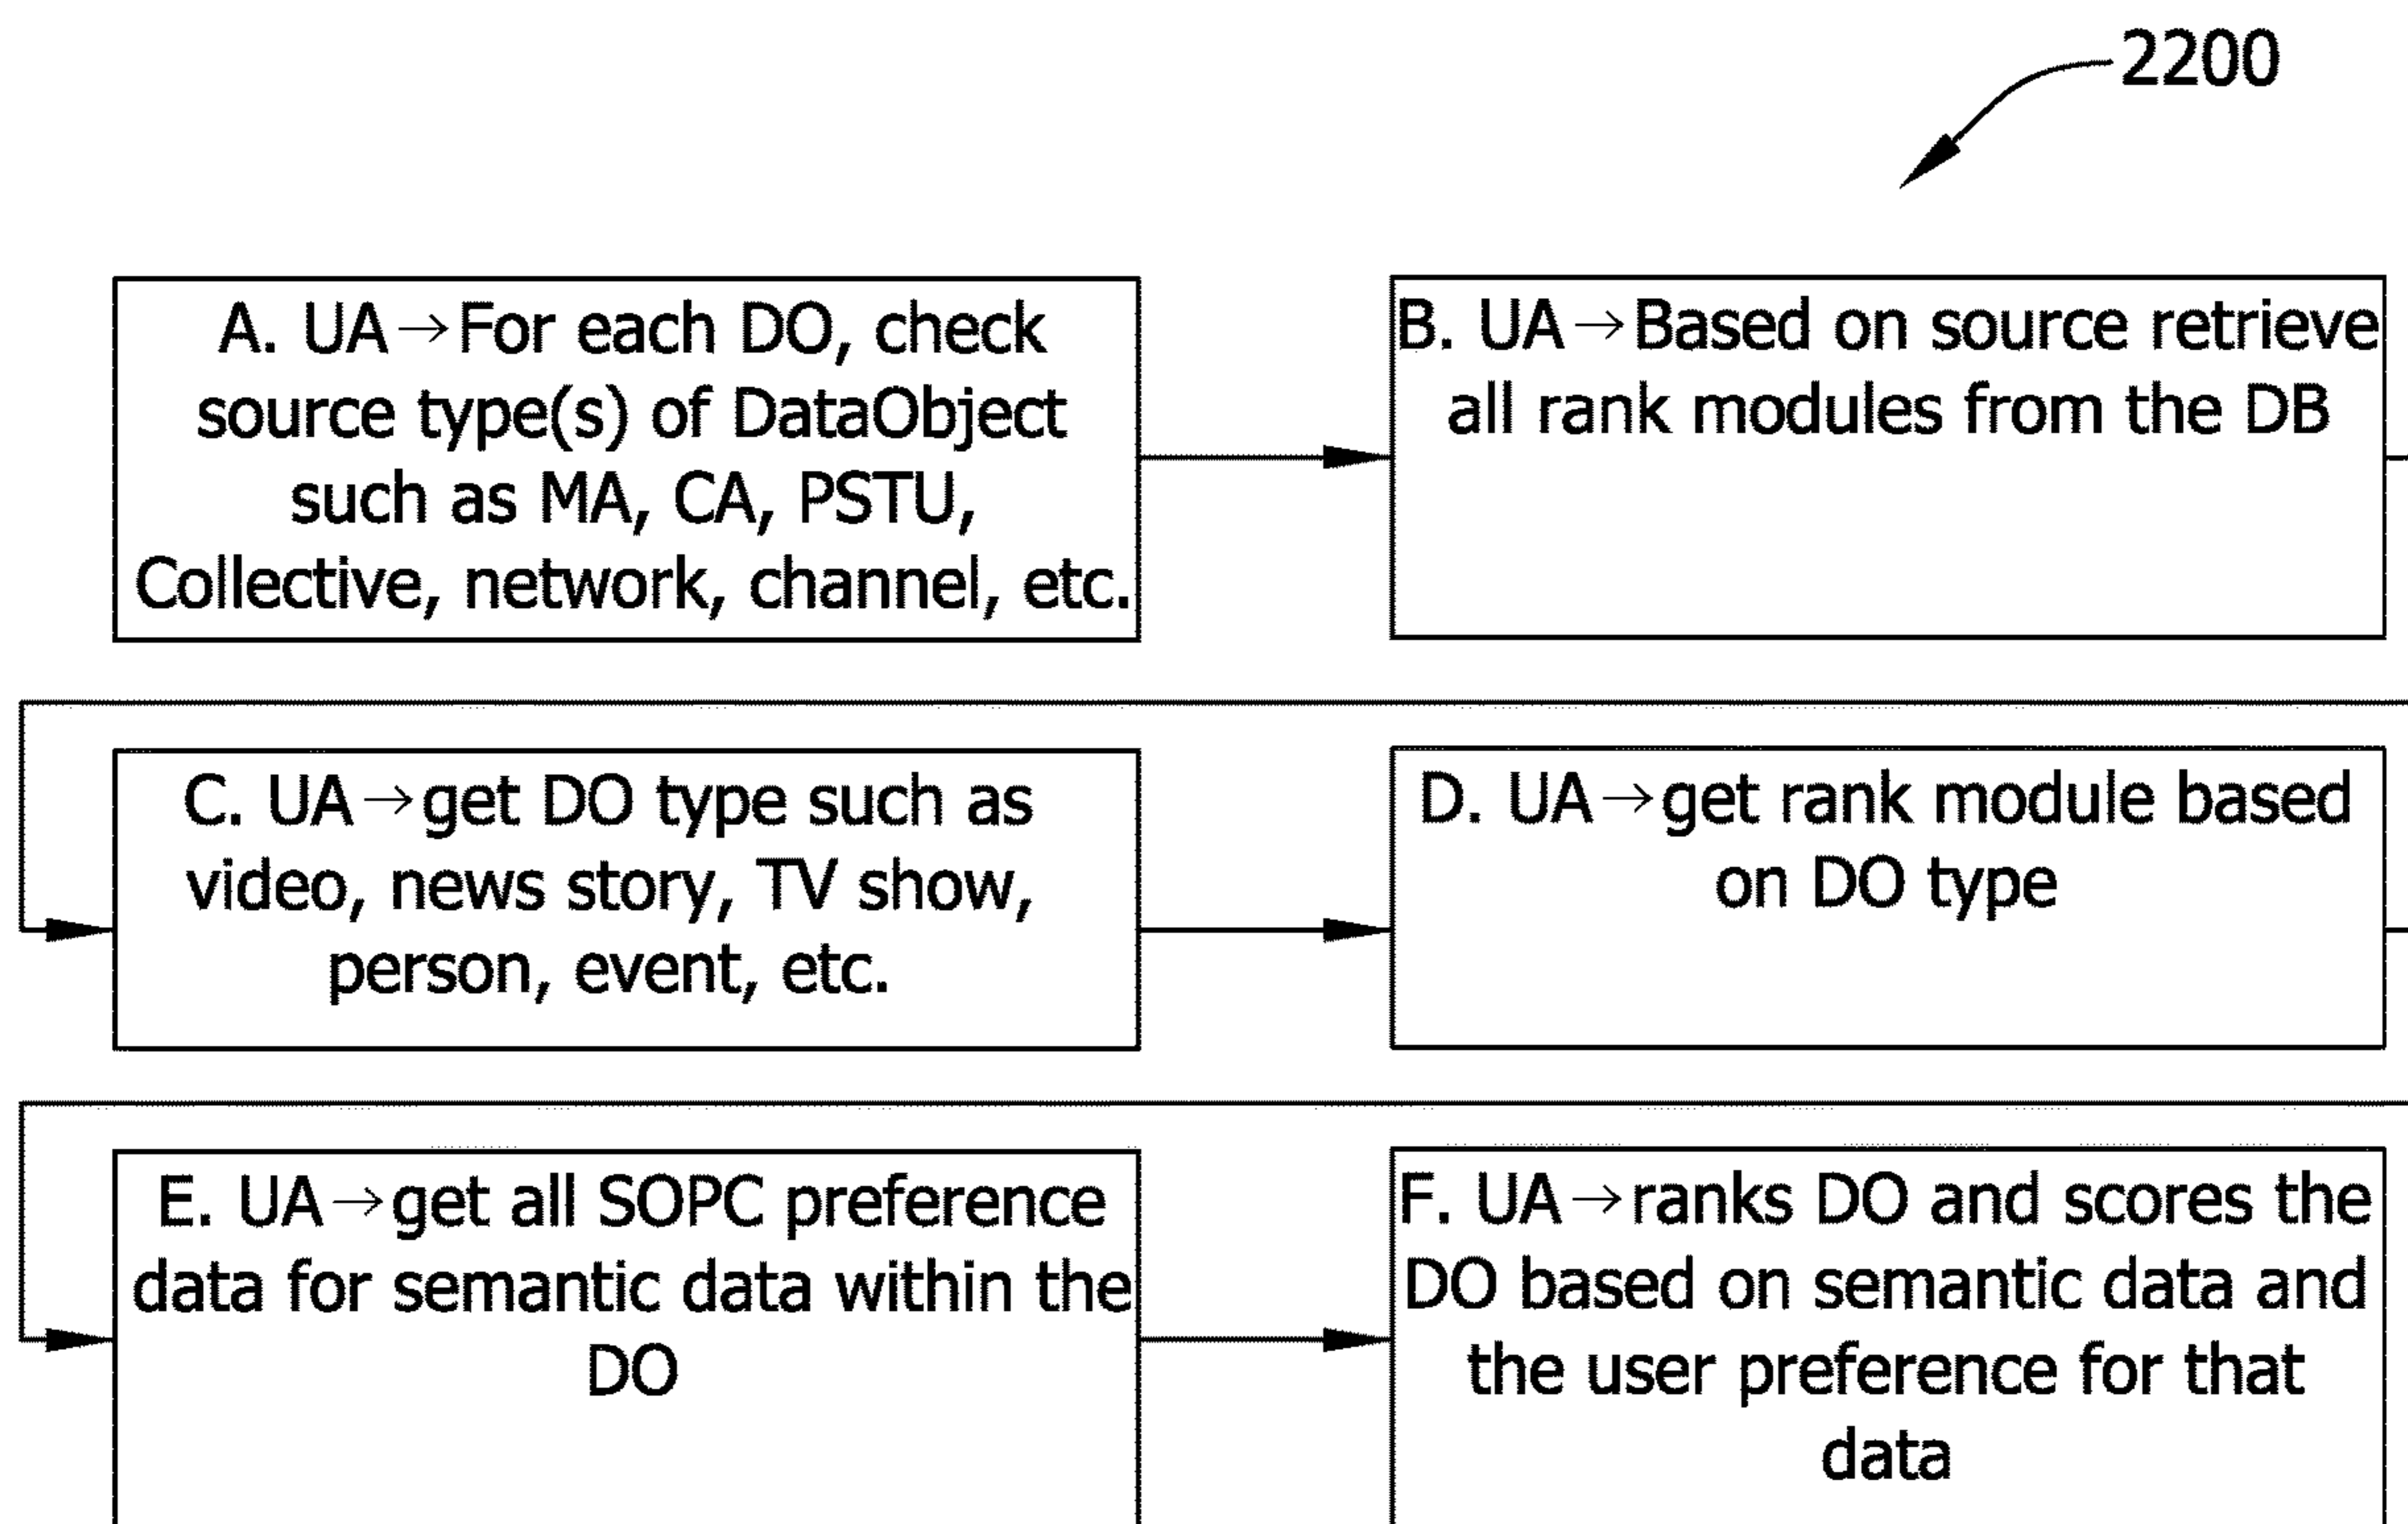 2200
A. UA→For each DO, check
source type(s) of DataObject
such as MA, CA, PSTU,
Collective, network, channel, etc.
B. UA→Based on source retrieve
all rank modules from the DB
C. UA→get DO type such as
video, news story, TV show,
person, event, etc.
D. UA→get rank module based
on DO type
E. UA→get all SOPC preference
data for semantic data within the
DO
F. UA→ranks DO and scores the
DO based on semantic data and
the user preference for that
data